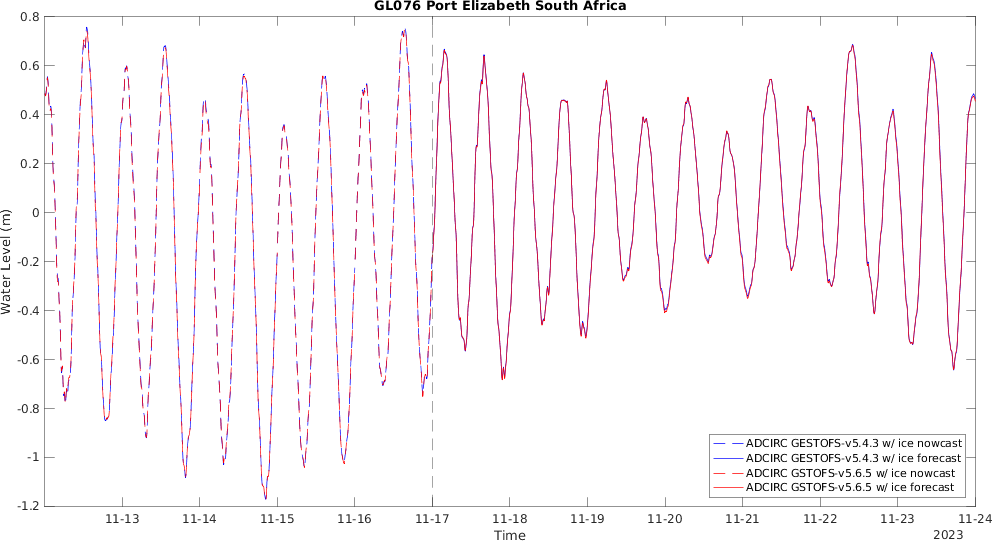 GL076 Port Elizabeth South Africa
0.8
0.6
0.4
0.2
0
-0.2
-0.4
-0.6
-0.8
-1
-1.2
Water Level (m)
ADCIRC GESTOFS-v5.4.3 w/ ice nowcast
ADCIRC GESTOFS-v5.4.3 w/ ice forecast
ADCIRC GSTOFS-v5.6.5 w/ ice nowcast
ADCIRC GSTOFS-v5.6.5 w/ ice forecast
11-13 11-14 11-15 11-16 11-17 11-18 11-19 11-20 11-21 11-22 11-23 11-24
Time
2023